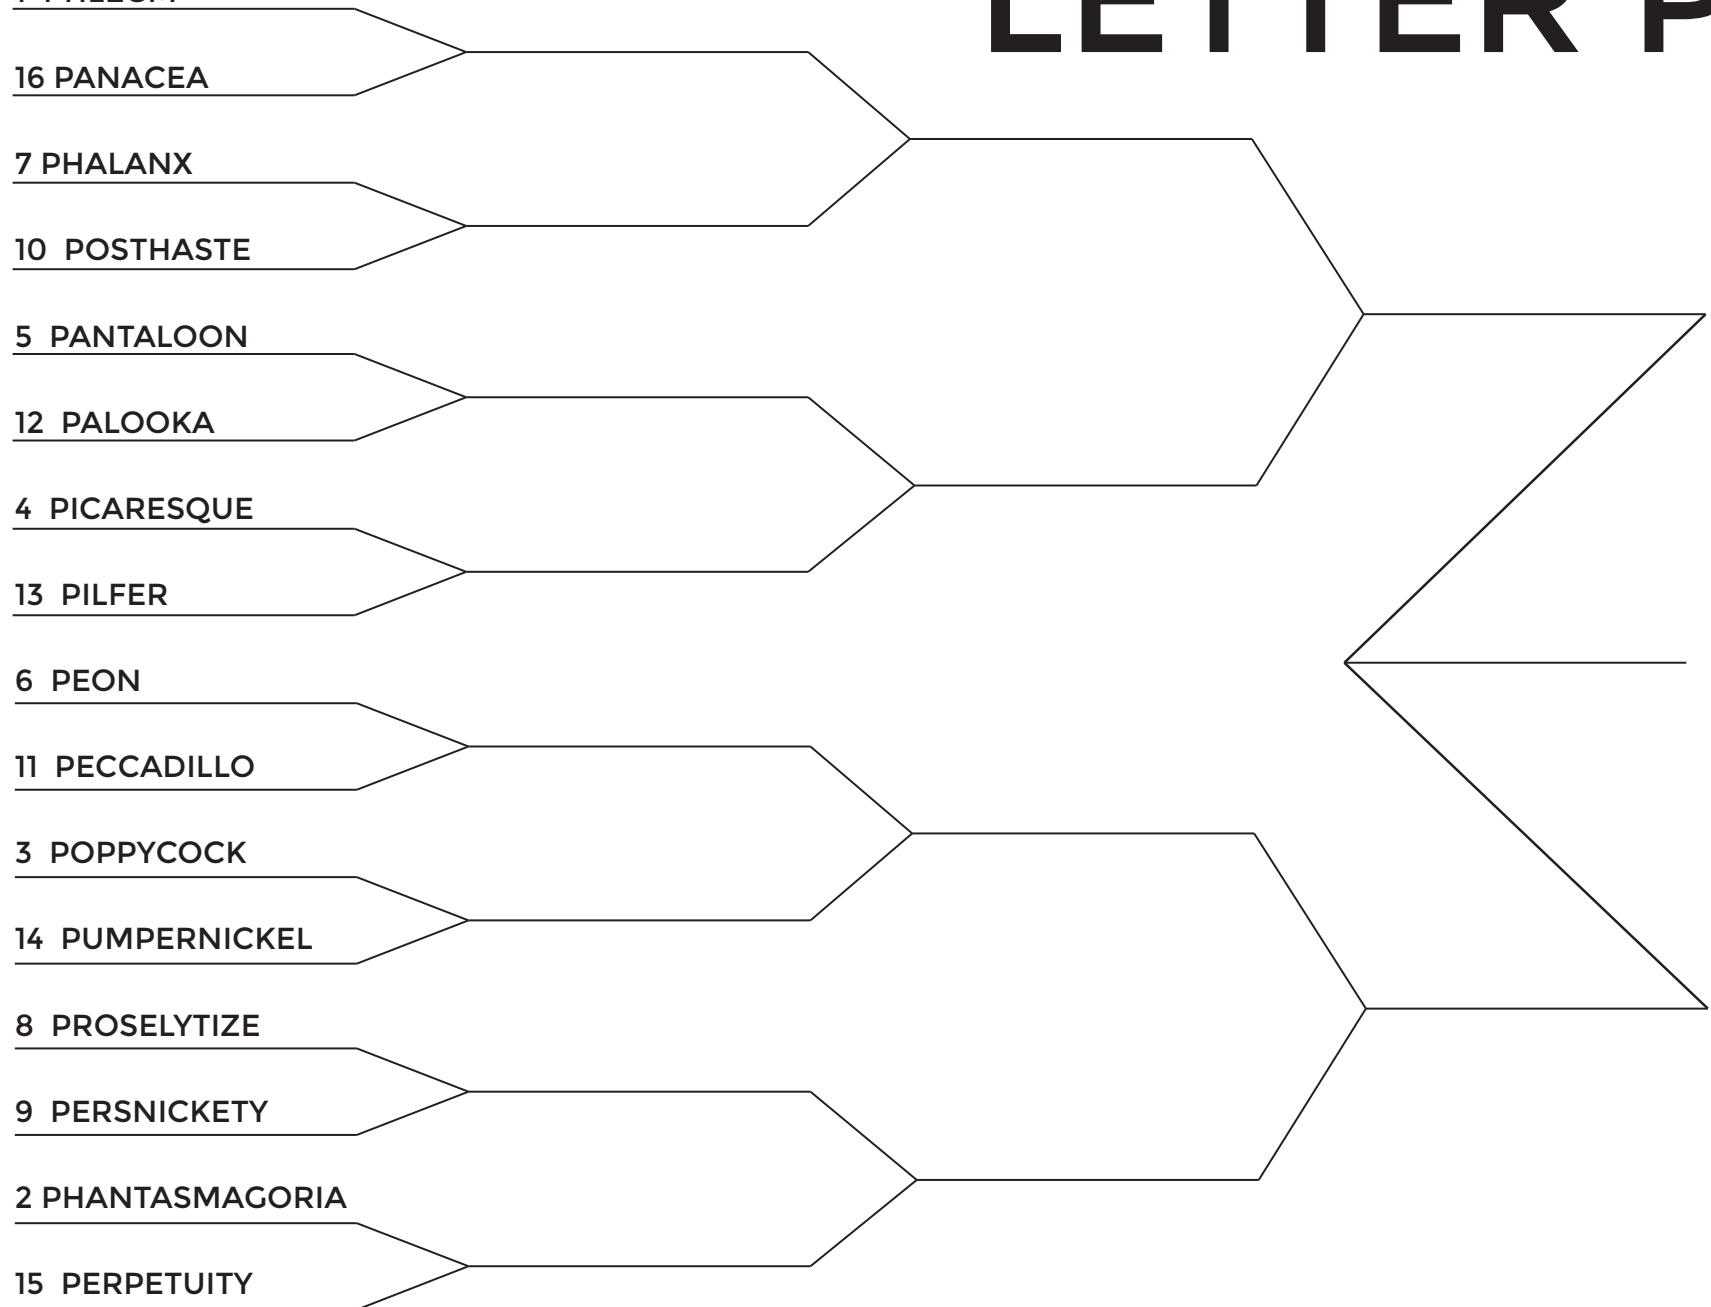 LETTER P
16 PANACEA
7 PHALANX
10 POSTHASTE
5 PANTALOON
12 PALOOKA
4 PICARESQUE
13 PILFER
6 PEON
11 PECCADILLO
3 POPPYCOCK
14 PUMPERNICKEL
8 PROSELYTIZE
9 PERSNICKETY
2 PHANTASMAGORIA
15 PERPETUITY